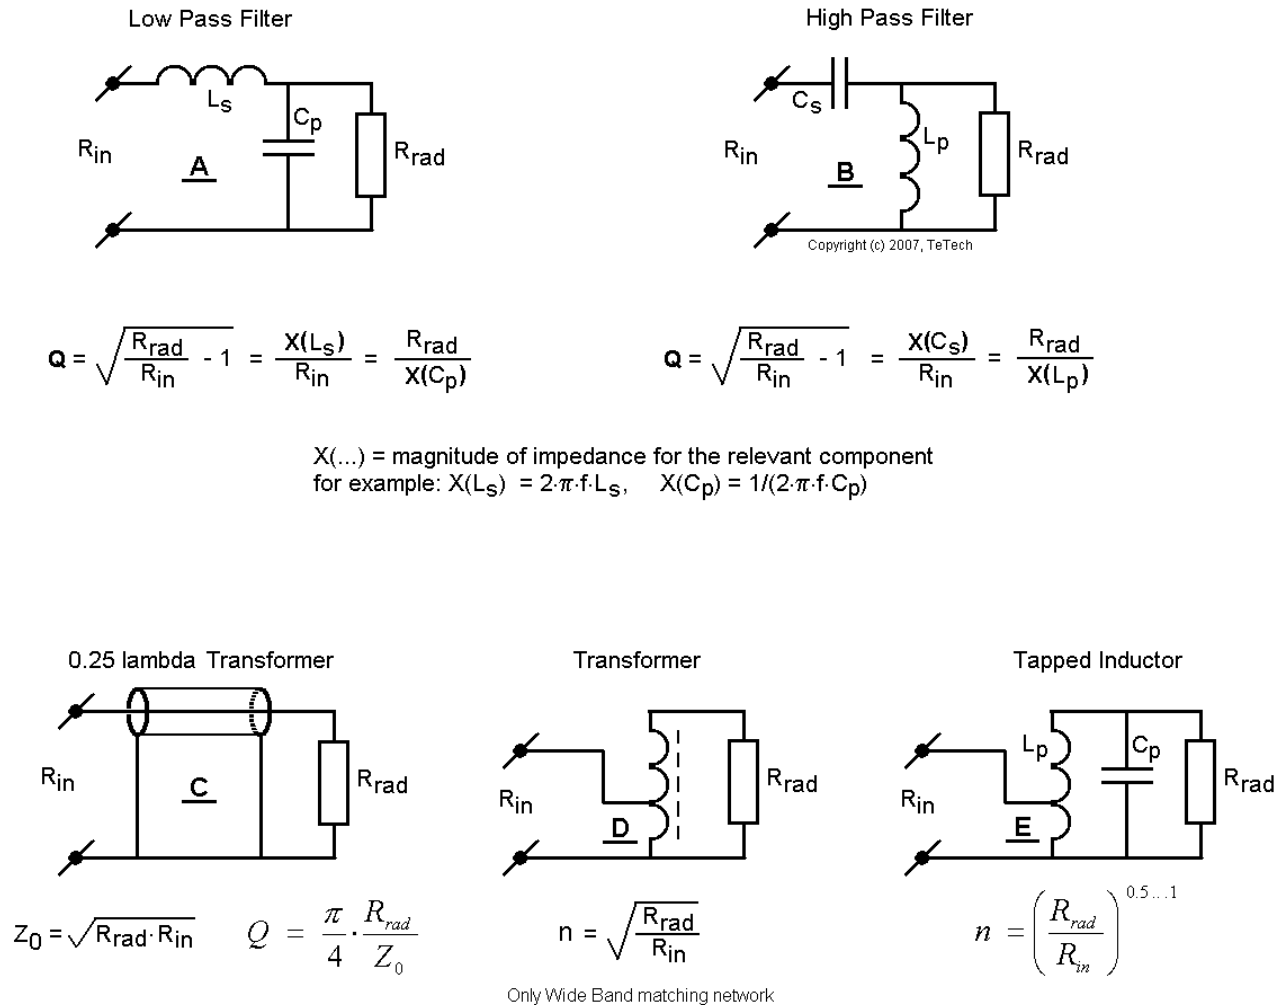 Low Pass Filter
High Pass Filter
Ls
Cp
Rin
A
Rrad
Cs
Lp
Rin
B
Rrad
Copyright (c) 2007, TeTech
Q = √(Rrad/Rin - 1) = X(Ls)/Rin = Rrad/X(Cp)
Q = √(Rrad/Rin - 1) = X(Cs)/Rin = Rrad/X(Lp)
X(...) = magnitude of impedance for the relevant component
for example: X(Ls) = 2·π·f·Ls, X(Cp) = 1/(2·π·f·Cp)
0.25 lambda Transformer
Transformer
Tapped Inductor
Rin
C
Rrad
Rin
D
Rrad
Lp
Cp
Rin
E
Rrad
Z0 = √Rrad·Rin
Q = π/4 · Rrad/Z0
n = √(Rrad/Rin)
n = (Rrad/Rin)^0.5...1
Only Wide Band matching network